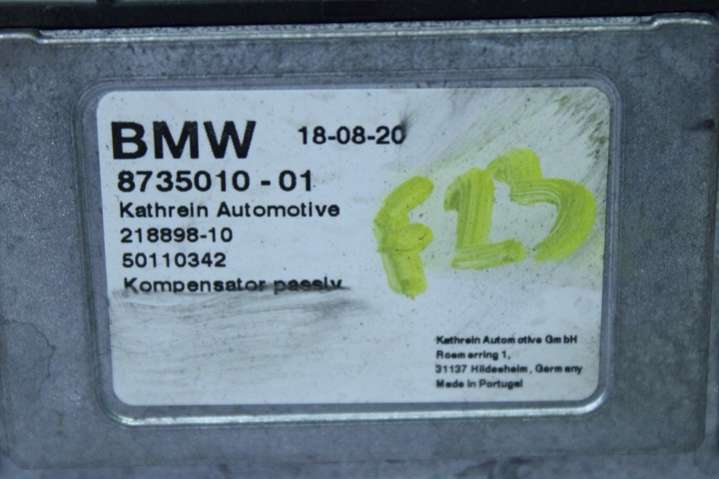 BMW 18-08-20
8735010 - 01
Kathrein Automotive
218898-10
50110342
Kompensator passiv
F23
Kathrein Automotive GmbH
Roemerring 1,
31137 Hildesheim, Germany
Made in Portugal